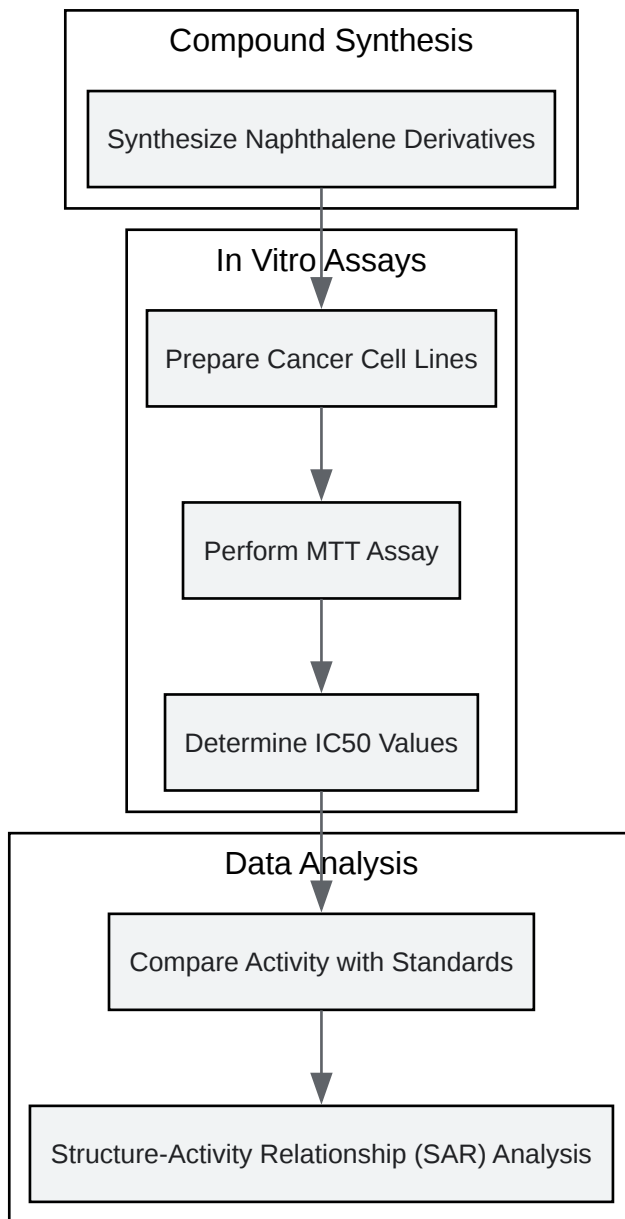 Compound Synthesis
Synthesize Naphthalene Derivatives
In Vitro Assays
Prepare Cancer Cell Lines
Perform MTT Assay
Determine IC50 Values
Data Analysis
Compare Activity with Standards
Structure-Activity Relationship (SAR) Analysis